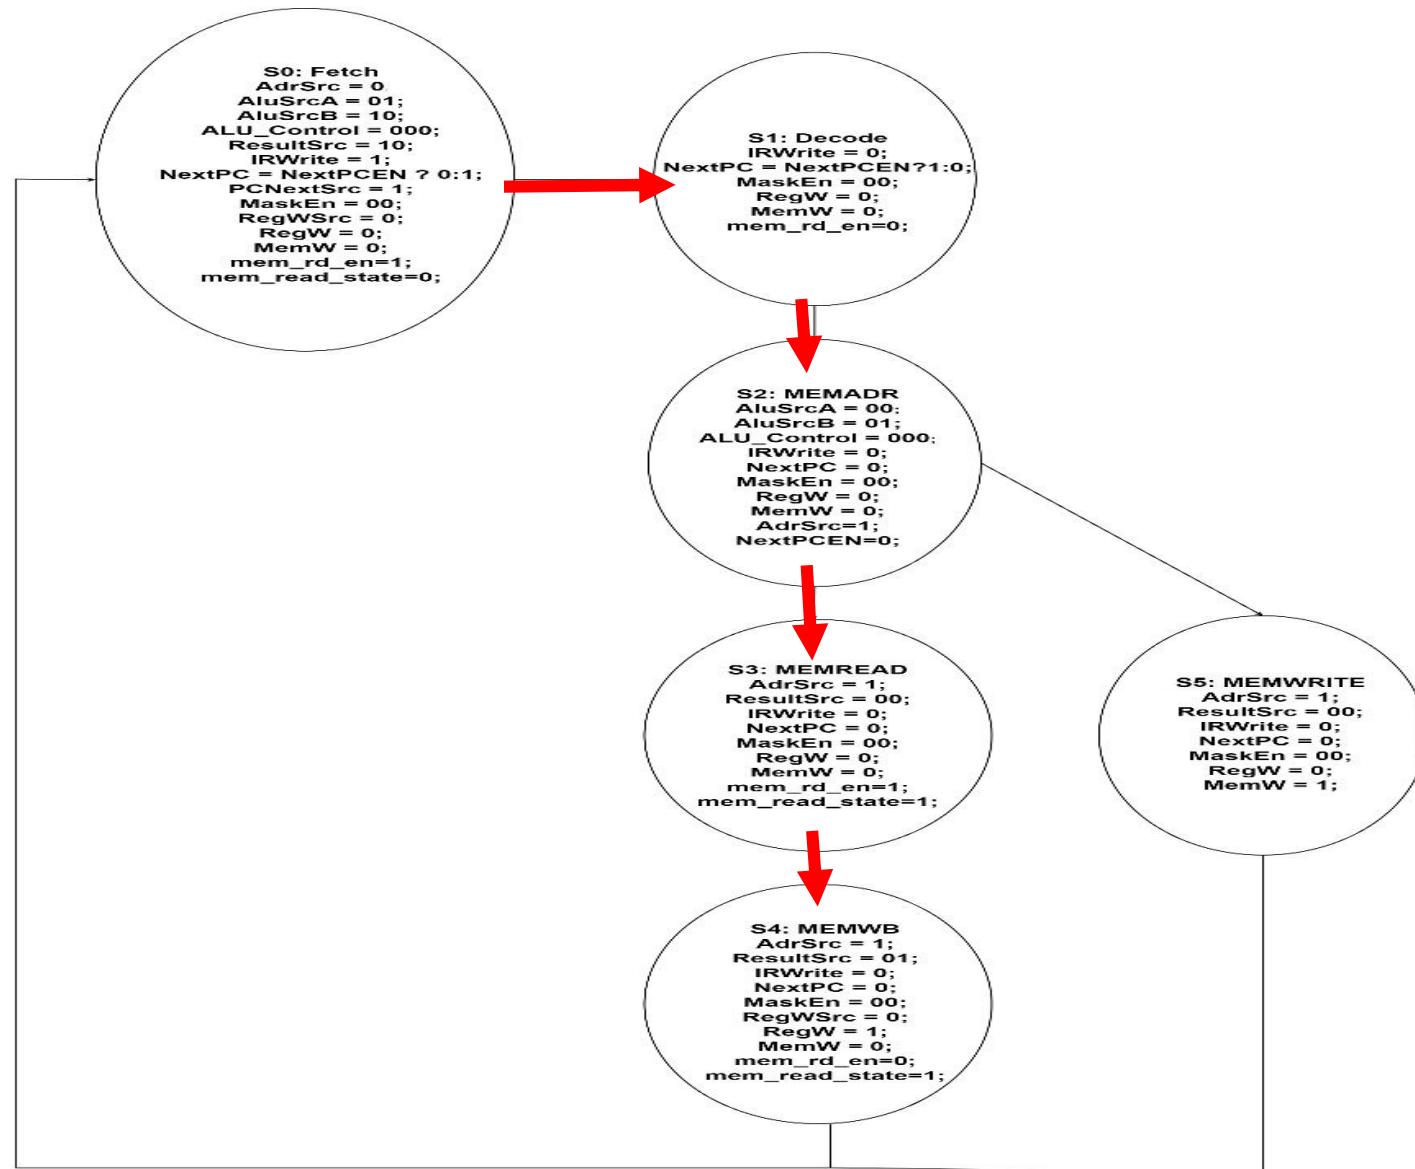 S0: Fetch
AdrSrc = 0
AluSrcA = 01;
AluSrcB = 10;
ALU_Control = 000;
ResultSrc = 10;
IRWrite = 1;
NextPC = NextPCEN ? 0:1;
PCNextSrc = 1;
MaskEn = 00;
RegWSrc = 0;
RegW = 0;
MemW = 0;
mem_rd_en=1;
mem_read_state=0;
S1: Decode
IRWrite = 0;
NextPC = NextPCEN?1:0;
MaskEn = 00;
RegW = 0;
MemW = 0;
mem_rd_en=0;
S2: MEMADR
AluSrcA = 00;
AluSrcB = 01;
ALU_Control = 000;
IRWrite = 0;
NextPC = 0;
MaskEn = 00;
RegW = 0;
MemW = 0;
AdrSrc=1;
NextPCEN=0;
S3: MEMREAD
AdrSrc = 1;
ResultSrc = 00;
IRWrite = 0;
NextPC = 0;
MaskEn = 00;
RegW = 0;
MemW = 0;
mem_rd_en=1;
mem_read_state=1;
S5: MEMWRITE
AdrSrc = 1;
ResultSrc = 00;
IRWrite = 0;
NextPC = 0;
MaskEn = 00;
RegW = 0;
MemW = 1;
S4: MEMWB
AdrSrc = 1;
ResultSrc = 01;
IRWrite = 0;
NextPC = 0;
MaskEn = 00;
RegWSrc = 0;
RegW = 1;
MemW = 0;
mem_rd_en=0;
mem_read_state=1;